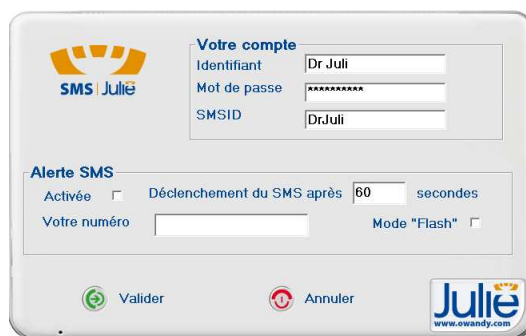 SMS Julie
Votre compte
Identifiant Dr Juli
Mot de passe **********
SMSID DrJuli
Alerte SMS
Activée Déclenchement du SMS après 60 secondes
Votre numéro Mode "Flash"
Valider Annuler
Julie
www.owandy.com